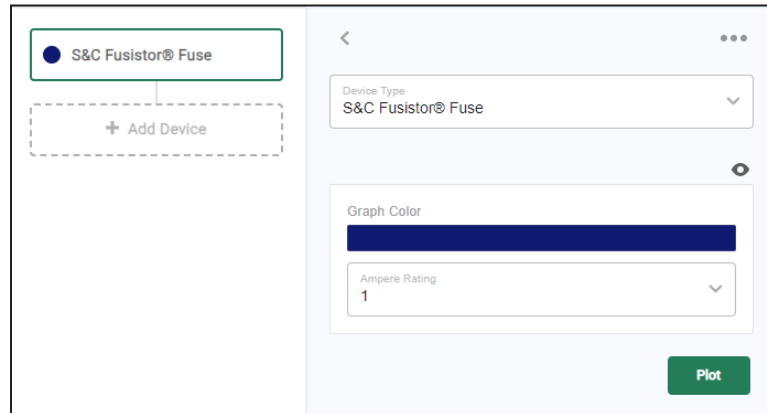 S&C Fusistor® Fuse
+ Add Device
Device Type
S&C Fusistor® Fuse
Graph Color
Ampere Rating
1
Plot